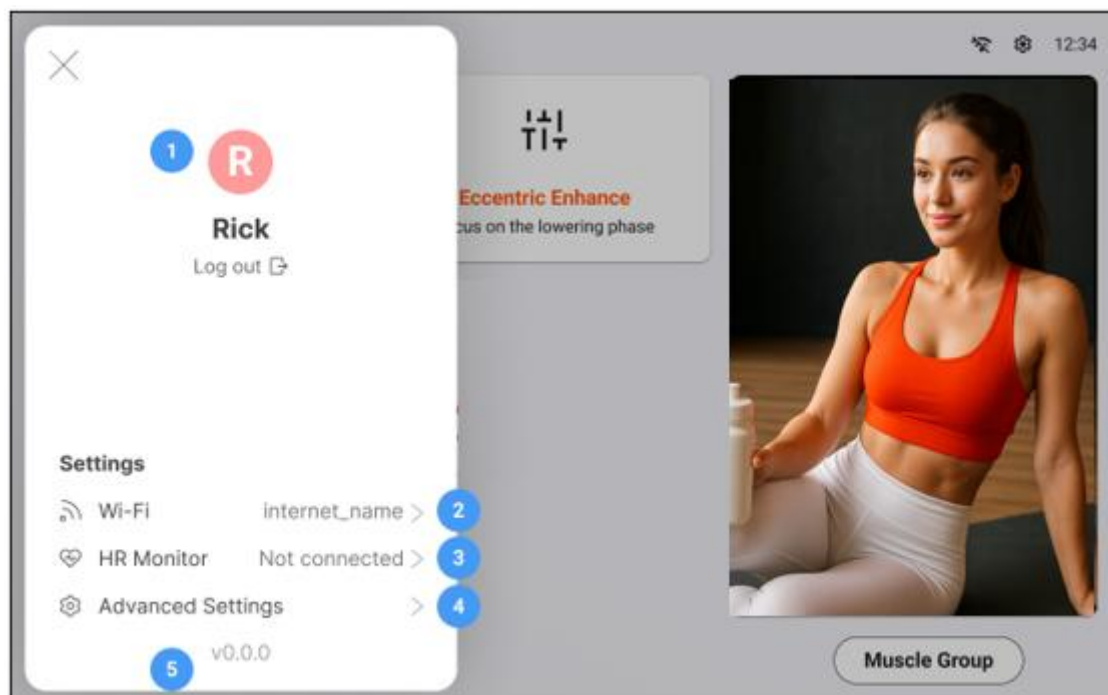 12:34
1
R
Rick
Log out
Eccentric Enhance
cus on the lowering phase
Settings
Wi-Fi internet_name 2
HR Monitor Not connected 3
Advanced Settings 4
v0.0.0
5
Muscle Group